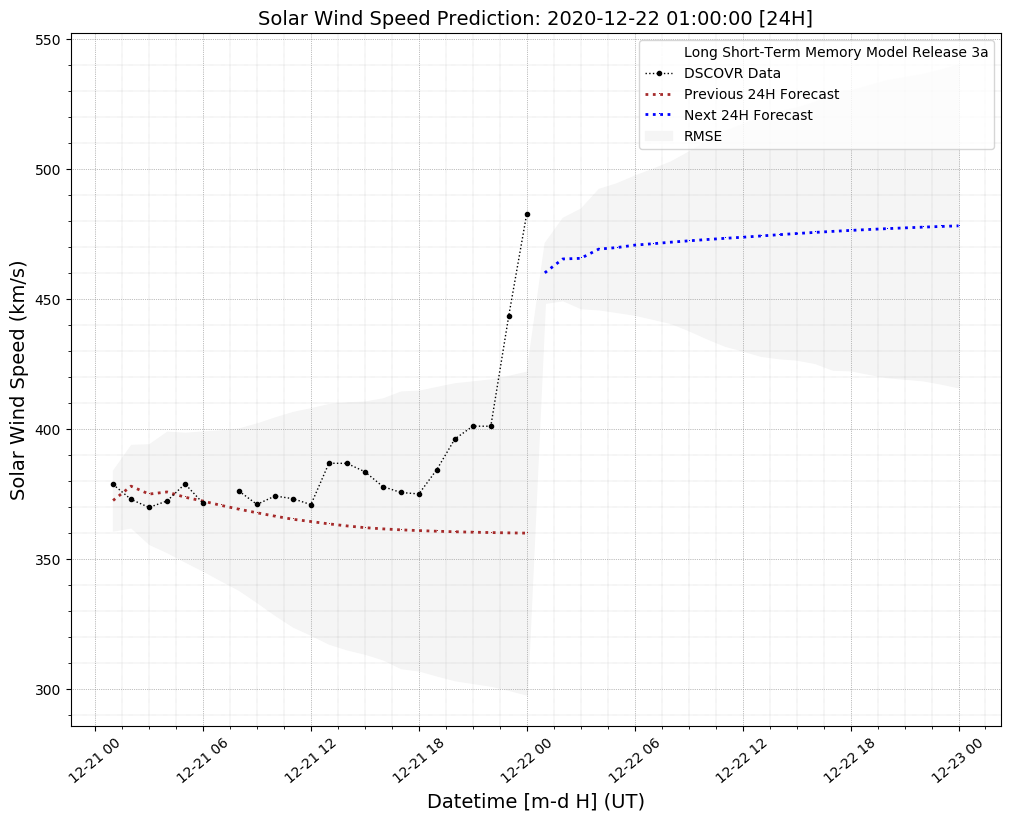 Solar Wind Speed Prediction: 2020-12-22 01:00:00 [24H]
Long Short-Term Memory Model Release 3a
DSCOVR Data
Previous 24H Forecast
Next 24H Forecast
RMSE
Solar Wind Speed (km/s)
550
500
450
400
350
300
12-21 00
12-21 06
12-21 12
12-21 18
12-22 00
12-22 06
12-22 12
12-22 18
12-23 00
Datetime [m-d H] (UT)